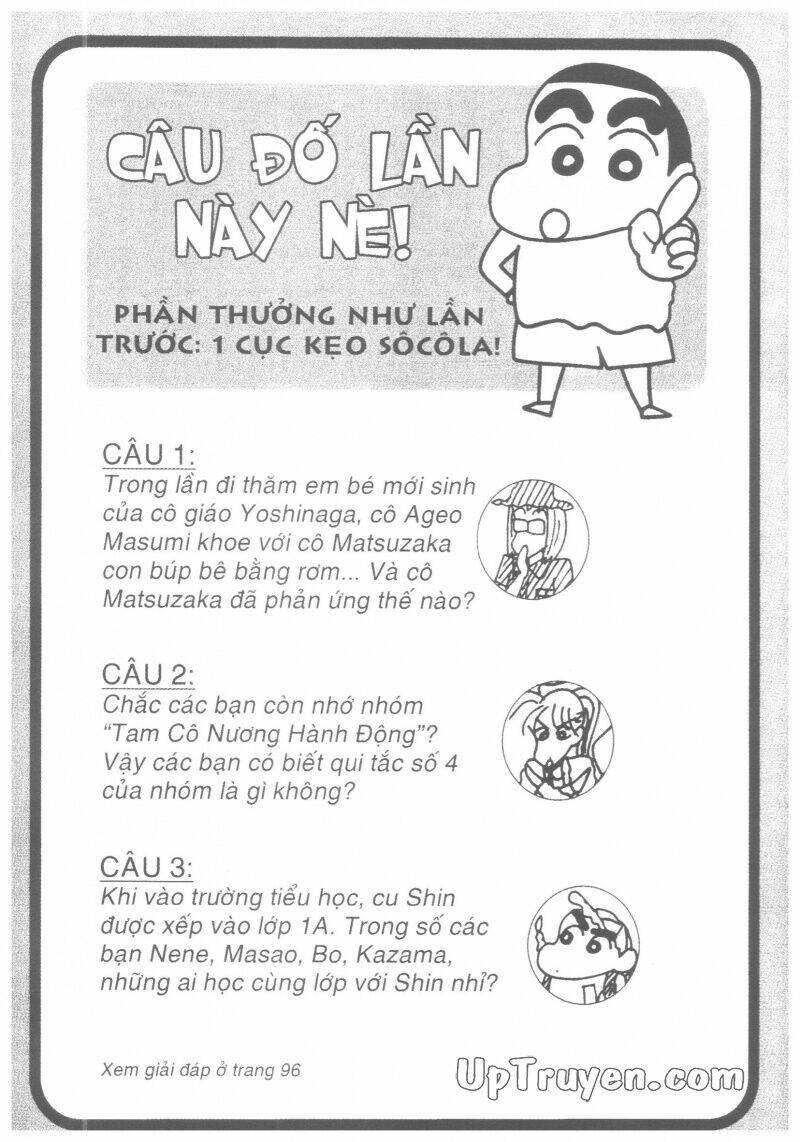 CÂU ĐỐ LẦN
NÀY NÈ!
PHẦN THƯỞNG NHƯ LẦN
TRƯỚC: 1 CỤC KẸO SÔCÔLA!
CÂU 1:
Trong lần đi thăm em bé mới sinh
của cô giáo Yoshinaga, cô Ageo
Masumi khoe với cô Matsuzaka
con búp bê bằng rơm... Và cô
Matsuzaka đã phản ứng thế nào?
CÂU 2:
Chắc các bạn còn nhớ nhóm
“Tam Cô Nương Hành Động”?
Vậy các bạn có biết qui tắc số 4
của nhóm là gì không?
CÂU 3:
Khi vào trường tiểu học, cu Shin
được xếp vào lớp 1A. Trong số các
bạn Nene, Masao, Bo, Kazama,
những ai học cùng lớp với Shin nhỉ?
Xem giải đáp ở trang 96
UpTruyen.com